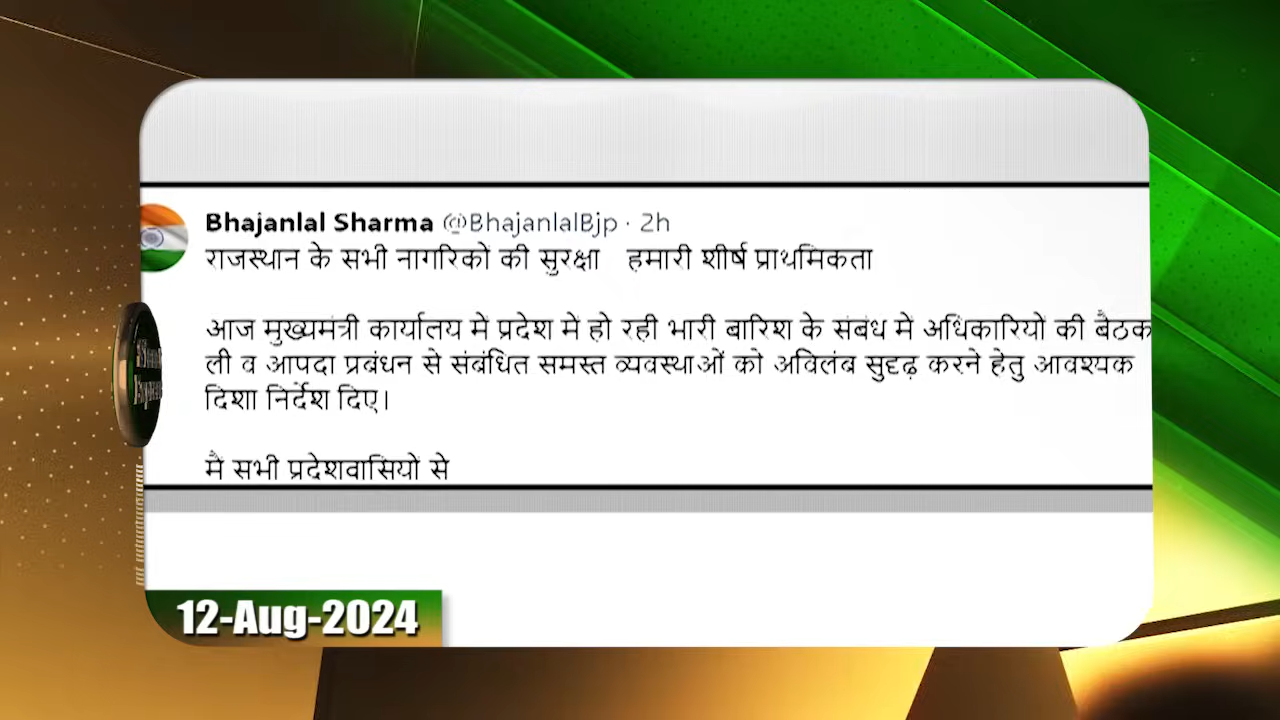 Bhajanlal Sharma @BhajanlalBjp · 2h
राजस्थान के सभी नागरिको की सुरक्षा हमारी शीर्ष प्राथमिकता
आज मुख्यमंत्री कार्यालय मे प्रदेश मे हो रही भारी बारिश के संबंध मे अधिकारियो की बैठक
ली व आपदा प्रबंधन से संबंधित समस्त व्यवस्थाओं को अविलंब सुदृढ़ करने हेतु आवश्यक
दिशा निर्देश दिए।
मै सभी प्रदेशवासियो से
12-Aug-2024